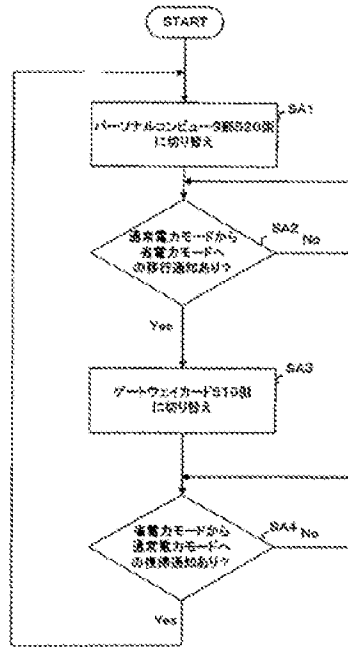 START
SA1
パーソナルコンピュータ部520側
に切り替え
SA2
通常電力モードから
省電力モードへ
の移行通知あり?
No
Yes
SA3
ゲートウェイカード510側
に切り替え
SA4
省電力モードから
通常電力モードへ
の復帰通知あり?
No
Yes